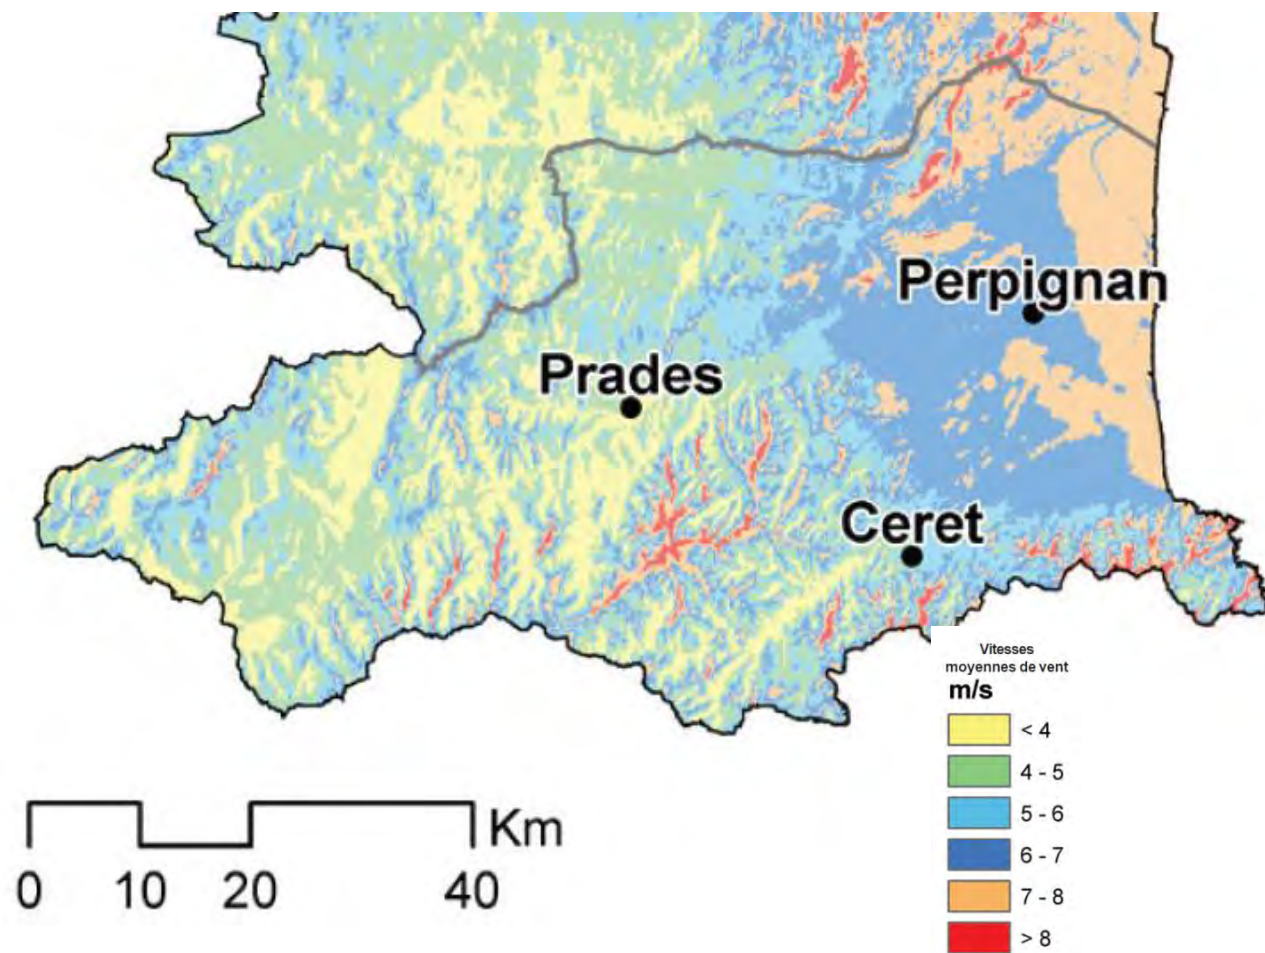 Perpignan
Prades
Ceret
Vitesses
moyennes de vent
m/s
< 4
4 - 5
5 - 6
6 - 7
7 - 8
> 8
Km
0 10 20 40